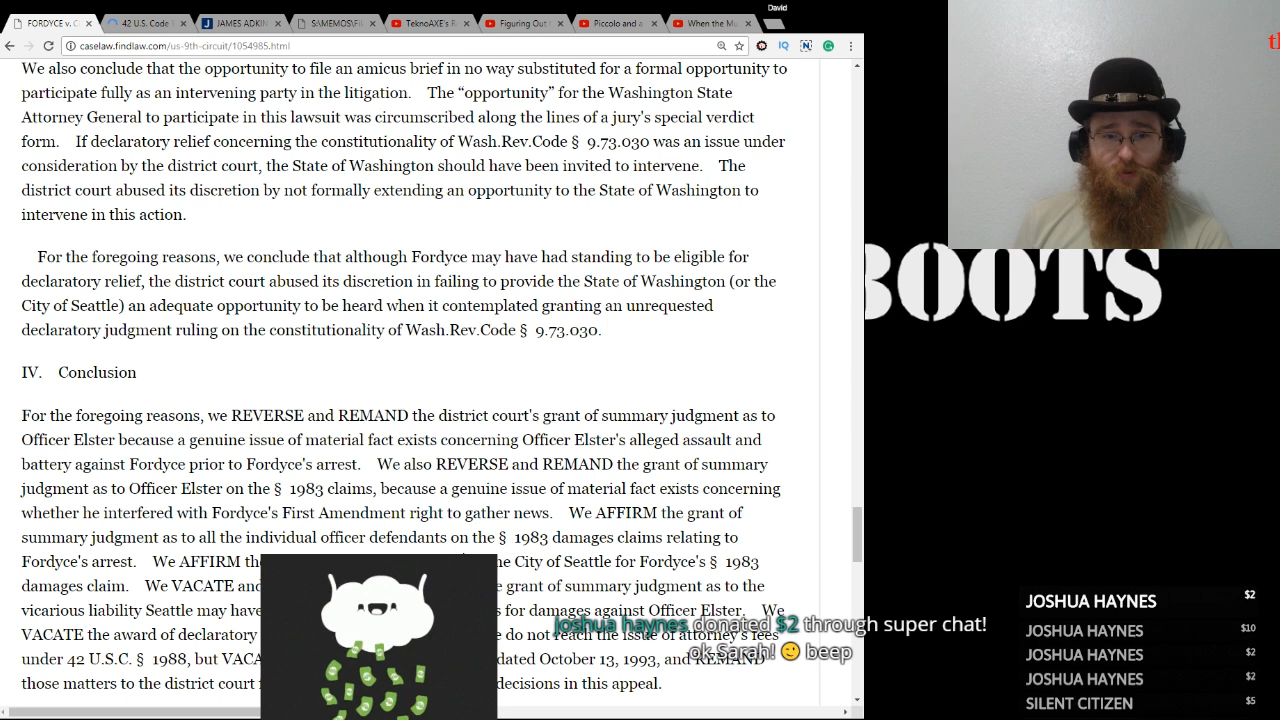 David
FORDYCE v. C
42 U.S. Code
JAMES ADKIN
S:\MEMOS\Fil
TeknoAXE's R
Figuring Out
Piccolo and a
When the Mu
caselaw.findlaw.com/us-9th-circuit/1054985.html
We also conclude that the opportunity to file an amicus brief in no way substituted for a formal opportunity to
participate fully as an intervening party in the litigation. The “opportunity” for the Washington State
Attorney General to participate in this lawsuit was circumscribed along the lines of a jury's special verdict
form. If declaratory relief concerning the constitutionality of Wash.Rev.Code § 9.73.030 was an issue under
consideration by the district court, the State of Washington should have been invited to intervene. The
district court abused its discretion by not formally extending an opportunity to the State of Washington to
intervene in this action.
For the foregoing reasons, we conclude that although Fordyce may have had standing to be eligible for
declaratory relief, the district court abused its discretion in failing to provide the State of Washington (or the
City of Seattle) an adequate opportunity to be heard when it contemplated granting an unrequested
declaratory judgment ruling on the constitutionality of Wash.Rev.Code § 9.73.030.
IV. Conclusion
For the foregoing reasons, we REVERSE and REMAND the district court's grant of summary judgment as to
Officer Elster because a genuine issue of material fact exists concerning Officer Elster's alleged assault and
battery against Fordyce prior to Fordyce's arrest. We also REVERSE and REMAND the grant of summary
judgment as to Officer Elster on the § 1983 claims, because a genuine issue of material fact exists concerning
whether he interfered with Fordyce's First Amendment right to gather news. We AFFIRM the grant of
summary judgment as to all the individual officer defendants on the § 1983 damages claims relating to
Fordyce's arrest. We AFFIRM the City of Seattle for Fordyce's § 1983
damages claim. We VACATE and grant of summary judgment as to the
vicarious liability Seattle may have for damages against Officer Elster. We
VACATE the award of declaratory do not reach the issue of attorney's fees
under 42 U.S.C. § 1988, but VACA dated October 13, 1993, and REMAND
those matters to the district court decisions in this appeal.
joshua haynes donated $2 through super chat!
ok Sarah! 🙂 beep
BOOTS
JOSHUA HAYNES $2
JOSHUA HAYNES $10
JOSHUA HAYNES $2
JOSHUA HAYNES $2
SILENT CITIZEN $5